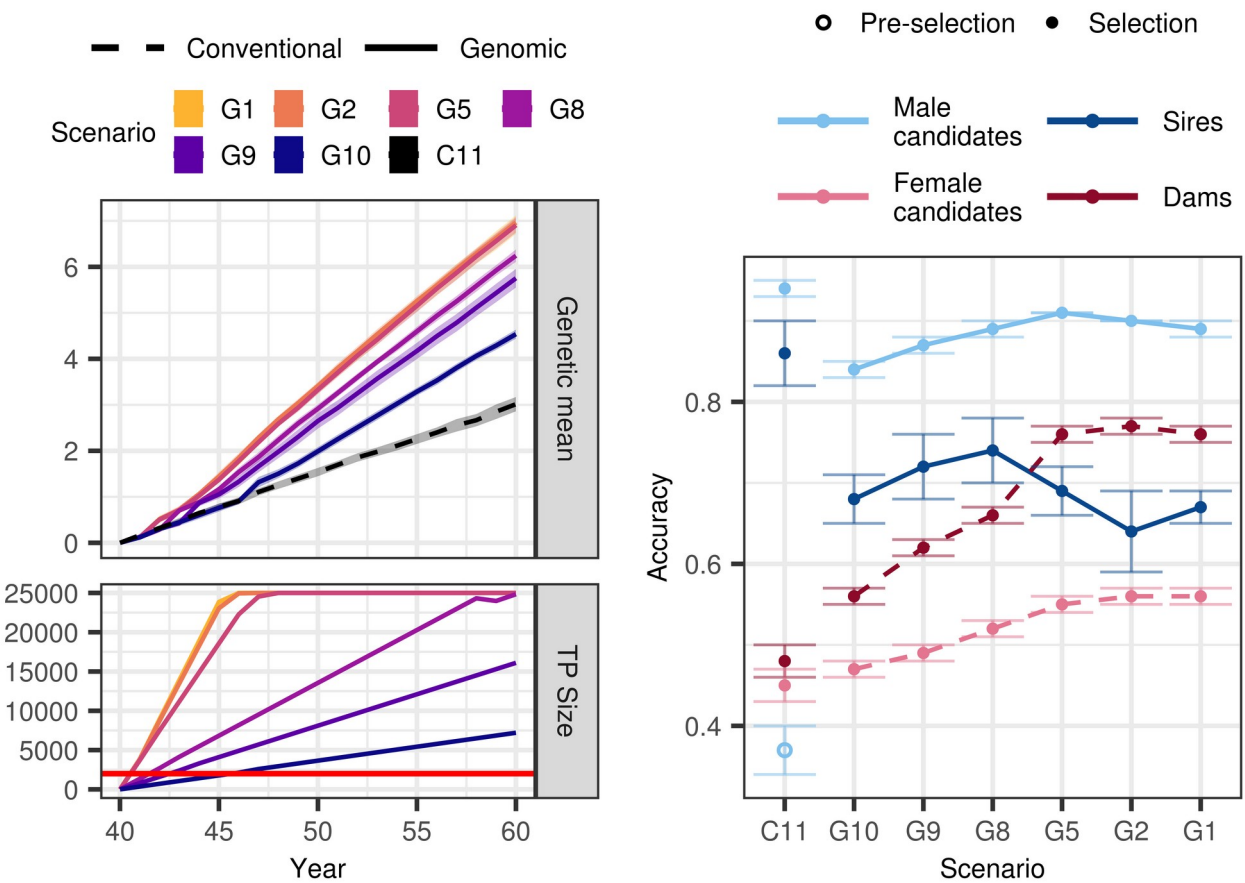 Conventional Genomic
Scenario
G1 G2 G5 G8
G9 G10 C11
6
4
2
0
Genetic mean
25000
20000
15000
10000
5000
0
TP Size
40 45 50 55 60
Year
Pre-selection Selection
Male candidates
Sires
Female candidates
Dams
0.8
0.6
0.4
Accuracy
C11 G10 G9 G8 G5 G2 G1
Scenario